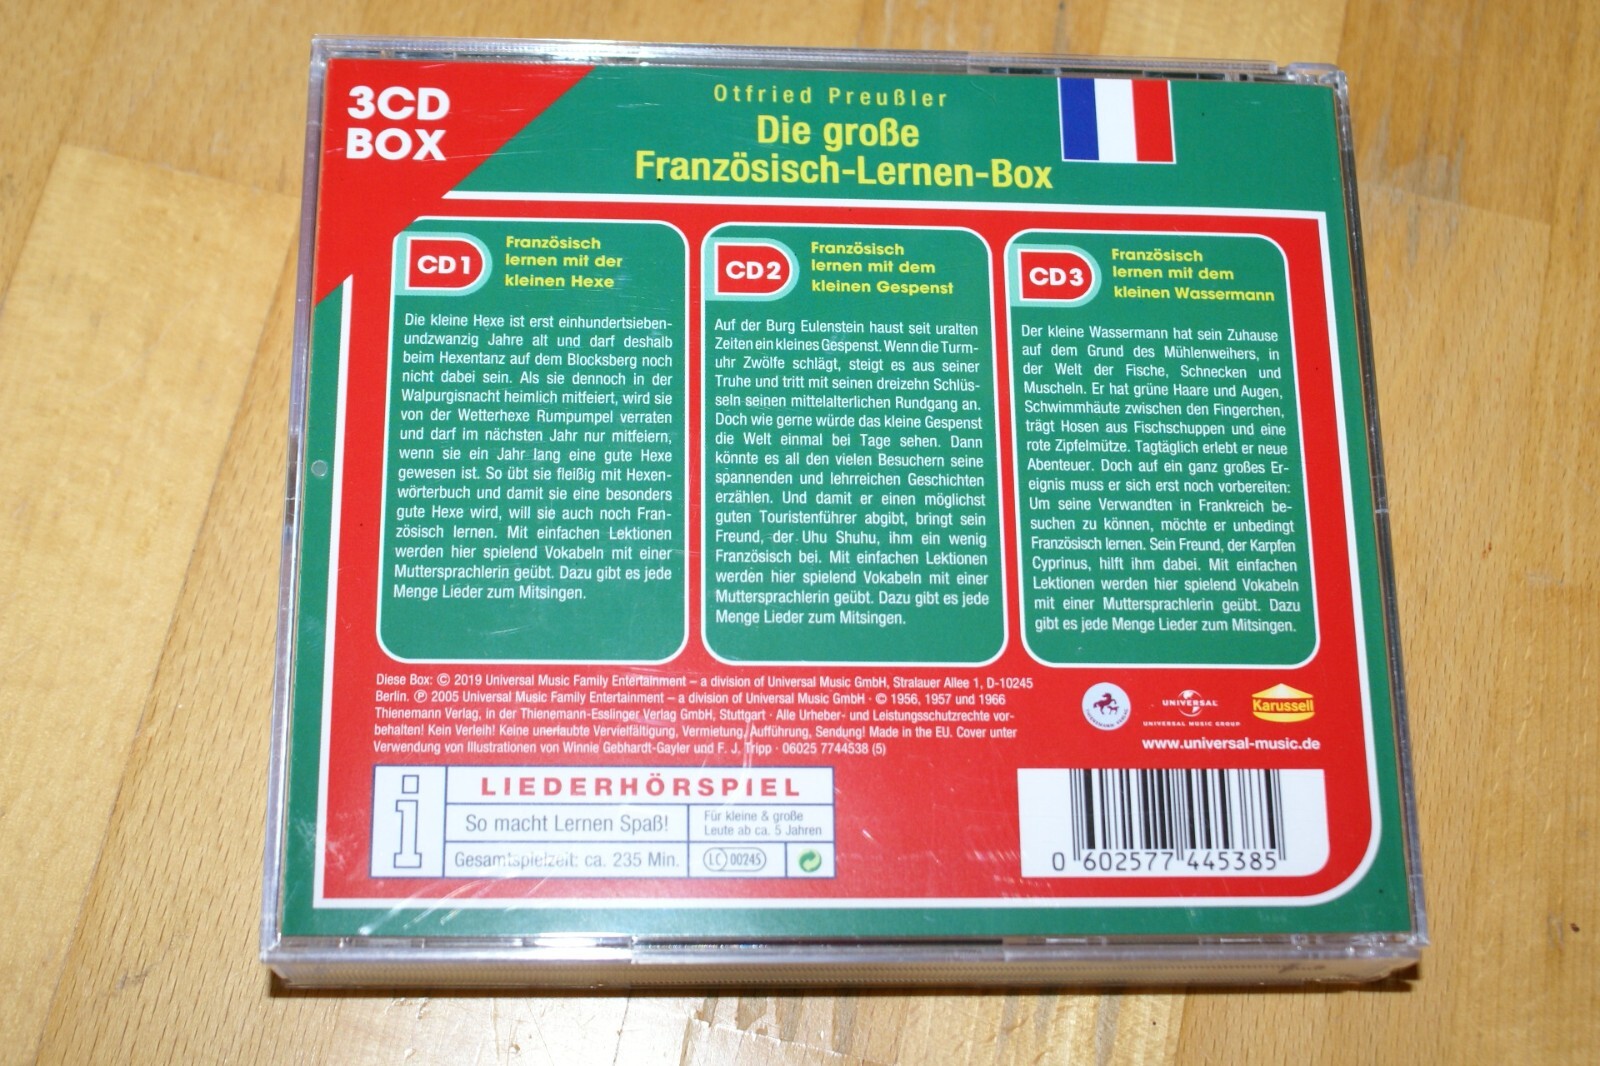 3CD
BOX
Otfried Preußler
Die große
Französisch-Lernen-Box
CD 1
Französisch
lernen mit der
kleinen Hexe
Die kleine Hexe ist erst einhundertsieben-
undzwanzig Jahre alt und darf deshalb
beim Hexentanz auf dem Blocksberg noch
nicht dabei sein. Als sie dennoch in der
Walpurgisnacht heimlich mitfeiert, wird sie
von der Wetterhexe Rumpumpel verraten
und darf im nächsten Jahr nur mitfeiern,
wenn sie ein Jahr lang eine gute Hexe
gewesen ist. So übt sie fleißig mit Hexen-
wörterbuch und damit sie eine besonders
gute Hexe wird, will sie auch noch Fran-
zösisch lernen. Mit einfachen Lektionen
werden hier spielend Vokabeln mit einer
Muttersprachlerin geübt. Dazu gibt es jede
Menge Lieder zum Mitsingen.
CD 2
Französisch
lernen mit dem
kleinen Gespenst
Auf der Burg Eulenstein haust seit uralten
Zeiten ein kleines Gespenst. Wenn die Turm-
uhr Zwölfe schlägt, steigt es aus seiner
Truhe und tritt mit seinen dreizehn Schlüs-
seln seinen mittelalterlichen Rundgang an.
Doch wie gerne würde das kleine Gespenst
die Welt einmal bei Tage sehen. Dann
könnte es all den vielen Besuchern seine
spannenden und lehrreichen Geschichten
erzählen. Und damit er einen möglichst
guten Touristenführer abgibt, bringt sein
Freund, der Uhu Shuhu, ihm ein wenig
Französisch bei. Mit einfachen Lektionen
werden hier spielend Vokabeln mit einer
Muttersprachlerin geübt. Dazu gibt es jede
Menge Lieder zum Mitsingen.
CD 3
Französisch
lernen mit dem
kleinen Wassermann
Der kleine Wassermann hat sein Zuhause
auf dem Grund des Mühlenweihers, in
der Welt der Fische, Schnecken und
Muscheln. Er hat grüne Haare und Augen,
Schwimmhäute zwischen den Fingerchen,
trägt Hosen aus Fischschuppen und eine
rote Zipfelmütze. Tagtäglich erlebt er neue
Abenteuer. Doch auf ein ganz großes Er-
eignis muss er sich erst noch vorbereiten:
Um seine Verwandten in Frankreich be-
suchen zu können, möchte er unbedingt
Französisch lernen. Sein Freund, der Karpfen
Cyprinus, hilft ihm dabei. Mit einfachen
Lektionen werden hier spielend Vokabeln
mit einer Muttersprachlerin geübt. Dazu
gibt es jede Menge Lieder zum Mitsingen.
Diese Box: © 2019 Universal Music Family Entertainment – a division of Universal Music GmbH, Stralauer Allee 1, D-10245
Berlin. ℗ 2005 Universal Music Family Entertainment – a division of Universal Music GmbH · © 1956, 1957 und 1966
Thienemann Verlag, in der Thienemann-Esslinger Verlag GmbH, Stuttgart · Alle Urheber- und Leistungsschutzrechte vor-
behalten! Kein Verleih! Keine unerlaubte Vervielfältigung, Vermietung, Aufführung, Sendung! Made in the EU. Cover unter
Verwendung von Illustrationen von Winnie Gebhardt-Gayler und F. J. Tripp · 06025 7744538 (5)
UNIVERSAL
UNIVERSAL MUSIC GROUP
Karussell
www.universal-music.de
i
LIEDERHÖRSPIEL
So macht Lernen Spaß!
Für kleine & große
Leute ab ca. 5 Jahren
Gesamtspielzeit: ca. 235 Min.
LC 00245
0 602577 445385